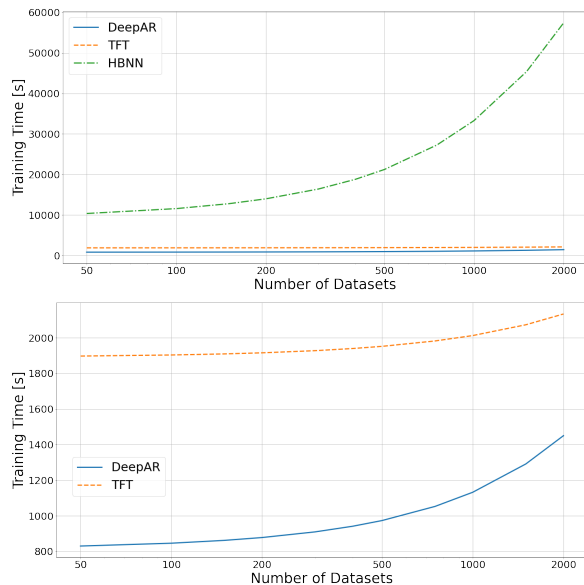 60000
50000
40000
30000
20000
10000
0
Training Time [s]
DeepAR
TFT
HBNN
50 100 200 500 1000 2000
Number of Datasets
2000
1800
1600
1400
1200
1000
800
Training Time [s]
DeepAR
TFT
50 100 200 500 1000 2000
Number of Datasets